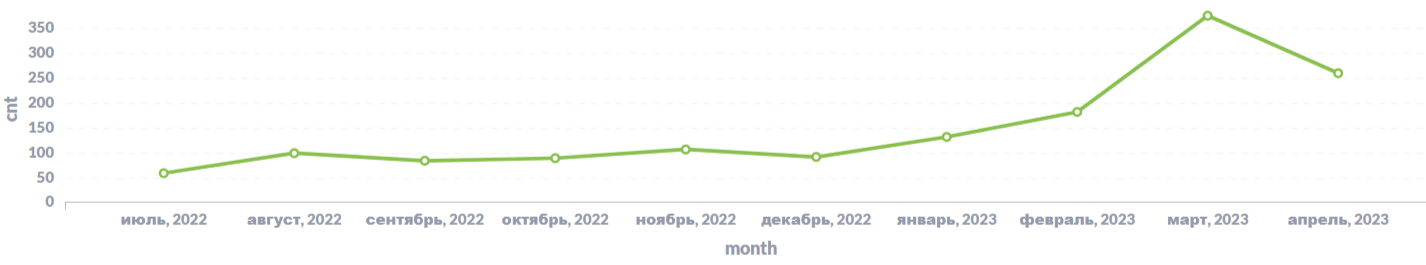 350
300
250
200
150
100
50
0
cnt
июль, 2022 август, 2022 сентябрь, 2022 октябрь, 2022 ноябрь, 2022 декабрь, 2022 январь, 2023 февраль, 2023 март, 2023 апрель, 2023
month